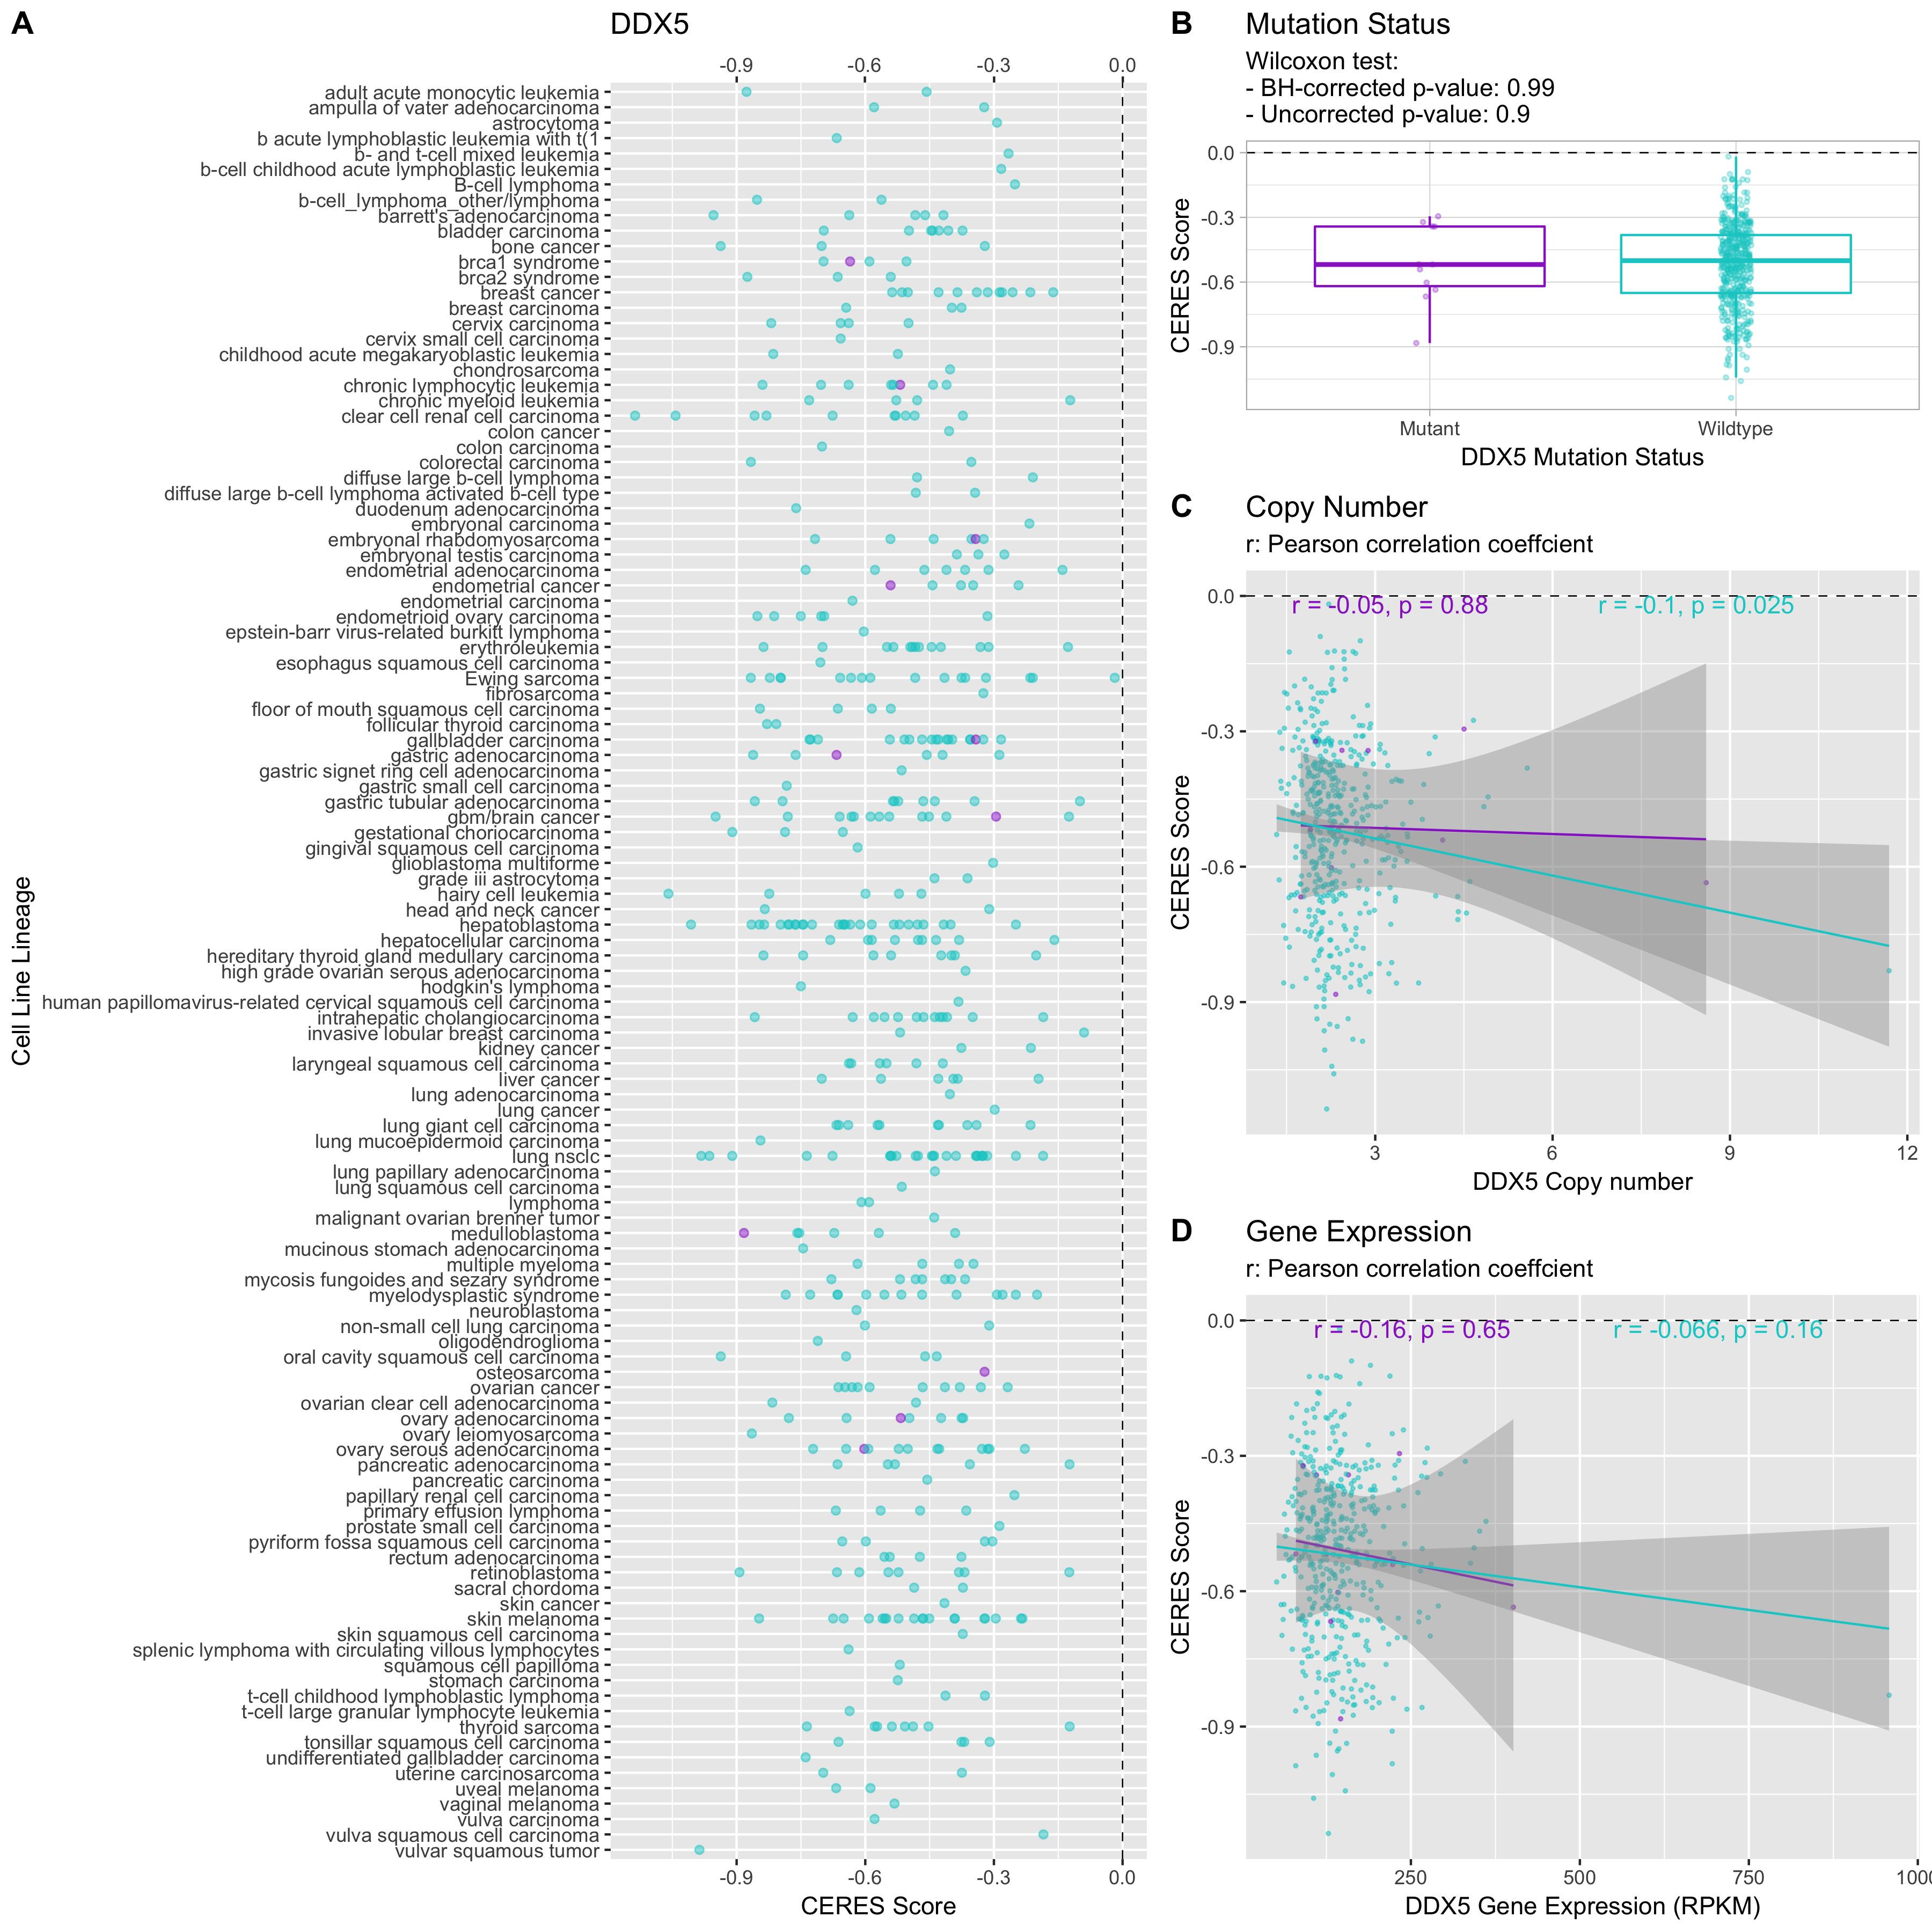 A
DDX5
-0.9 -0.6 -0.3 0.0
Cell Line Lineage
adult acute monocytic leukemia
ampulla of vater adenocarcinoma
astrocytoma
b acute lymphoblastic leukemia with t(1
b- and t-cell mixed leukemia
b-cell childhood acute lymphoblastic leukemia
B-cell lymphoma
b-cell_lymphoma_other/lymphoma
barrett's adenocarcinoma
bladder carcinoma
bone cancer
brca1 syndrome
brca2 syndrome
breast cancer
breast carcinoma
cervix carcinoma
cervix small cell carcinoma
childhood acute megakaryoblastic leukemia
chondrosarcoma
chronic lymphocytic leukemia
chronic myeloid leukemia
clear cell renal cell carcinoma
colon cancer
colon carcinoma
colorectal carcinoma
diffuse large b-cell lymphoma
diffuse large b-cell lymphoma activated b-cell type
duodenum adenocarcinoma
embryonal carcinoma
embryonal rhabdomyosarcoma
embryonal testis carcinoma
endometrial adenocarcinoma
endometrial cancer
endometrial carcinoma
endometrioid ovary carcinoma
epstein-barr virus-related burkitt lymphoma
erythroleukemia
esophagus squamous cell carcinoma
Ewing sarcoma
fibrosarcoma
floor of mouth squamous cell carcinoma
follicular thyroid carcinoma
gallbladder carcinoma
gastric adenocarcinoma
gastric signet ring cell adenocarcinoma
gastric small cell carcinoma
gastric tubular adenocarcinoma
gbm/brain cancer
gestational choriocarcinoma
gingival squamous cell carcinoma
glioblastoma multiforme
grade iii astrocytoma
hairy cell leukemia
head and neck cancer
hepatoblastoma
hepatocellular carcinoma
hereditary thyroid gland medullary carcinoma
high grade ovarian serous adenocarcinoma
hodgkin's lymphoma
human papillomavirus-related cervical squamous cell carcinoma
intrahepatic cholangiocarcinoma
invasive lobular breast carcinoma
kidney cancer
laryngeal squamous cell carcinoma
liver cancer
lung adenocarcinoma
lung cancer
lung giant cell carcinoma
lung mucoepidermoid carcinoma
lung nsclc
lung papillary adenocarcinoma
lung squamous cell carcinoma
lymphoma
malignant ovarian brenner tumor
medulloblastoma
mucinous stomach adenocarcinoma
multiple myeloma
mycosis fungoides and sezary syndrome
myelodysplastic syndrome
neuroblastoma
non-small cell lung carcinoma
oligodendroglioma
oral cavity squamous cell carcinoma
osteosarcoma
ovarian cancer
ovarian clear cell adenocarcinoma
ovary adenocarcinoma
ovary leiomyosarcoma
ovary serous adenocarcinoma
pancreatic adenocarcinoma
pancreatic carcinoma
papillary renal cell carcinoma
primary effusion lymphoma
prostate small cell carcinoma
pyriform fossa squamous cell carcinoma
rectum adenocarcinoma
retinoblastoma
sacral chordoma
skin cancer
skin melanoma
skin squamous cell carcinoma
splenic lymphoma with circulating villous lymphocytes
squamous cell papilloma
stomach carcinoma
t-cell childhood lymphoblastic lymphoma
t-cell large granular lymphocyte leukemia
thyroid sarcoma
tonsillar squamous cell carcinoma
undifferentiated gallbladder carcinoma
uterine carcinosarcoma
uveal melanoma
vaginal melanoma
vulva carcinoma
vulva squamous cell carcinoma
vulvar squamous tumor
-0.9 -0.6 -0.3 0.0
CERES Score
B
Mutation Status
Wilcoxon test:
- BH-corrected p-value: 0.99
- Uncorrected p-value: 0.9
CERES Score
0.0
-0.3
-0.6
-0.9
Mutant Wildtype
DDX5 Mutation Status
C
Copy Number
r: Pearson correlation coeffcient
r = -0.05, p = 0.88 r = -0.1, p = 0.025
CERES Score
0.0
-0.3
-0.6
-0.9
3 6 9 12
DDX5 Copy number
D
Gene Expression
r: Pearson correlation coeffcient
r = -0.16, p = 0.65 r = -0.066, p = 0.16
CERES Score
0.0
-0.3
-0.6
-0.9
250 500 750 1000
DDX5 Gene Expression (RPKM)